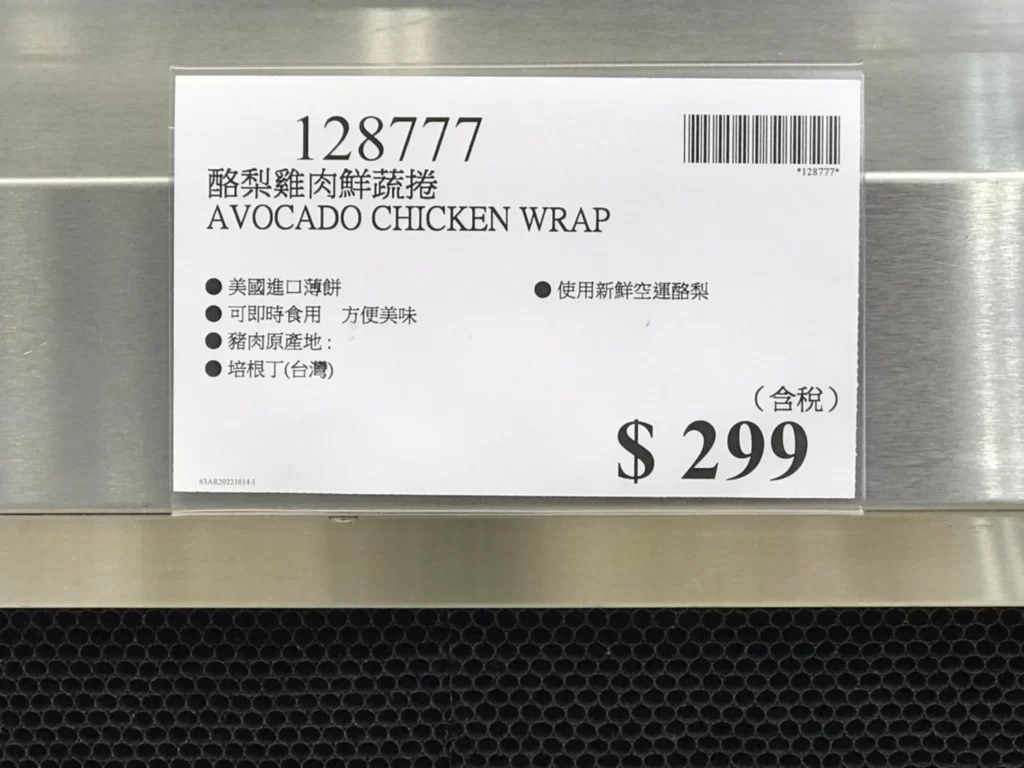 128777
*128777*
酪梨雞肉鮮蔬捲
AVOCADO CHICKEN WRAP
● 美國進口薄餅
● 使用新鮮空運酪梨
● 可即時食用 方便美味
● 豬肉原產地 :
● 培根丁(台灣)
（含稅）
$ 299
63AR20221014-1